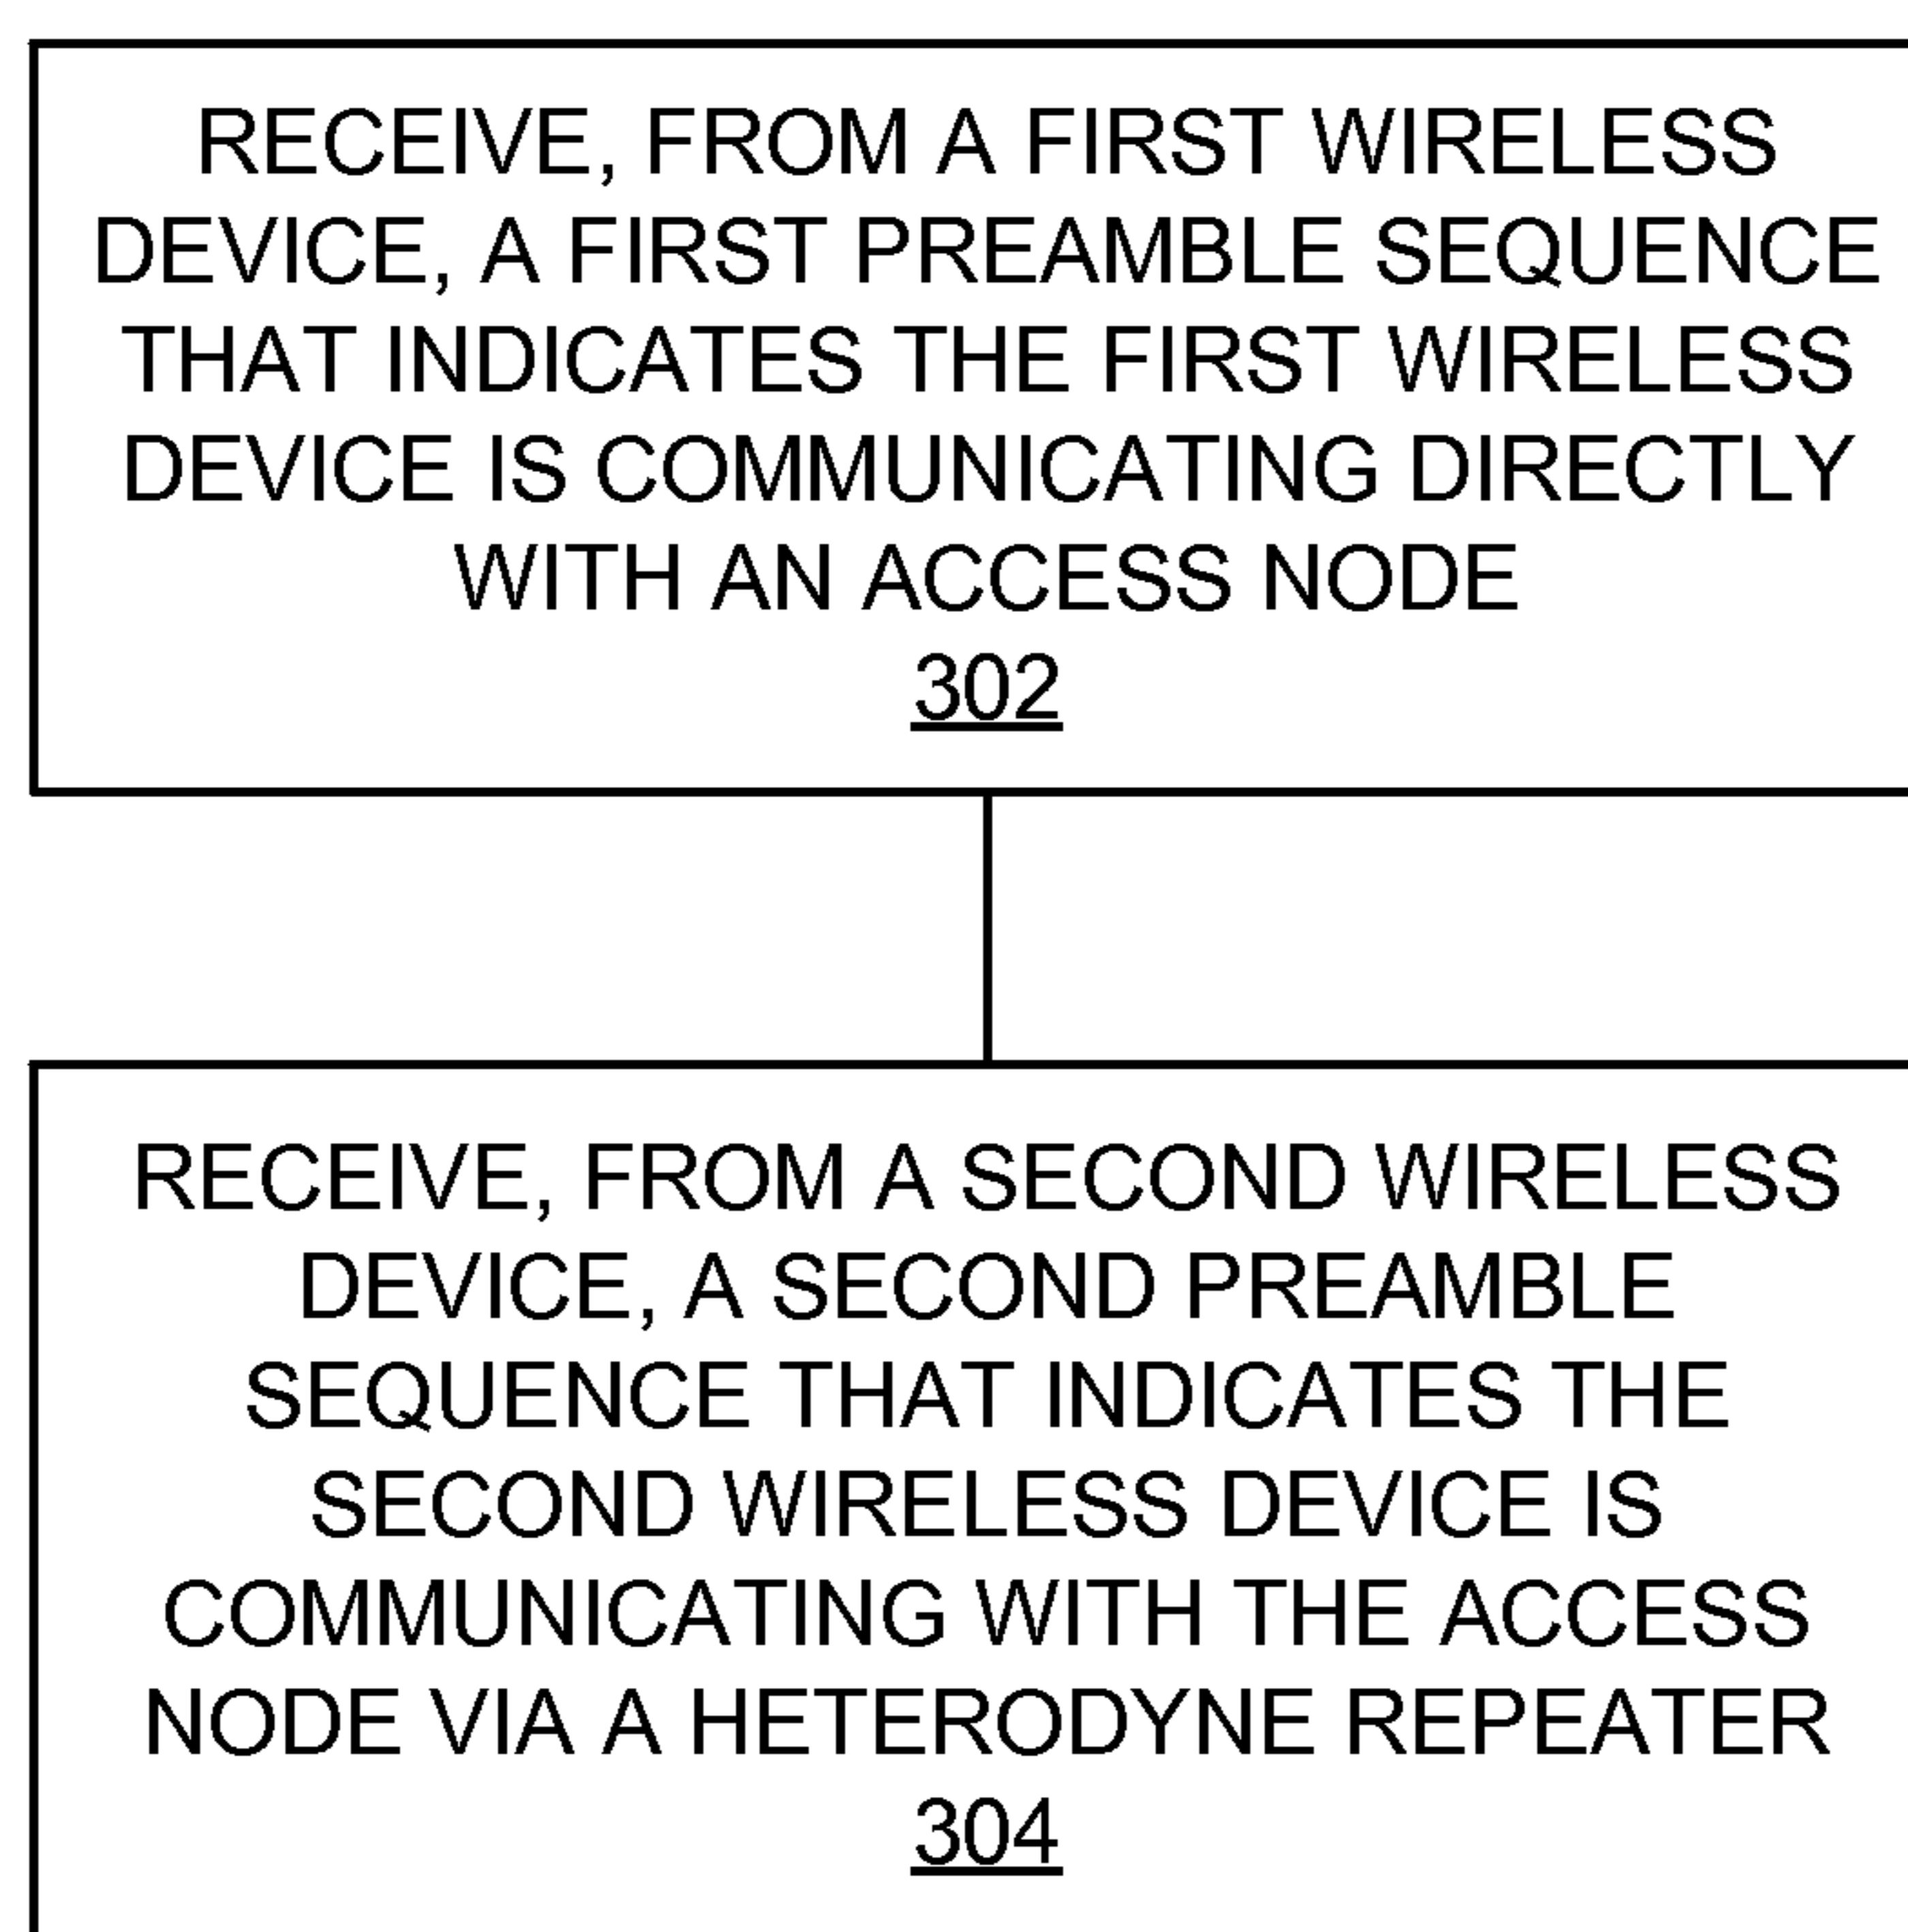 RECEIVE, FROM A FIRST WIRELESS
DEVICE, A FIRST PREAMBLE SEQUENCE
THAT INDICATES THE FIRST WIRELESS
DEVICE IS COMMUNICATING DIRECTLY
WITH AN ACCESS NODE
302
RECEIVE, FROM A SECOND WIRELESS
DEVICE, A SECOND PREAMBLE
SEQUENCE THAT INDICATES THE
SECOND WIRELESS DEVICE IS
COMMUNICATING WITH THE ACCESS
NODE VIA A HETERODYNE REPEATER
304